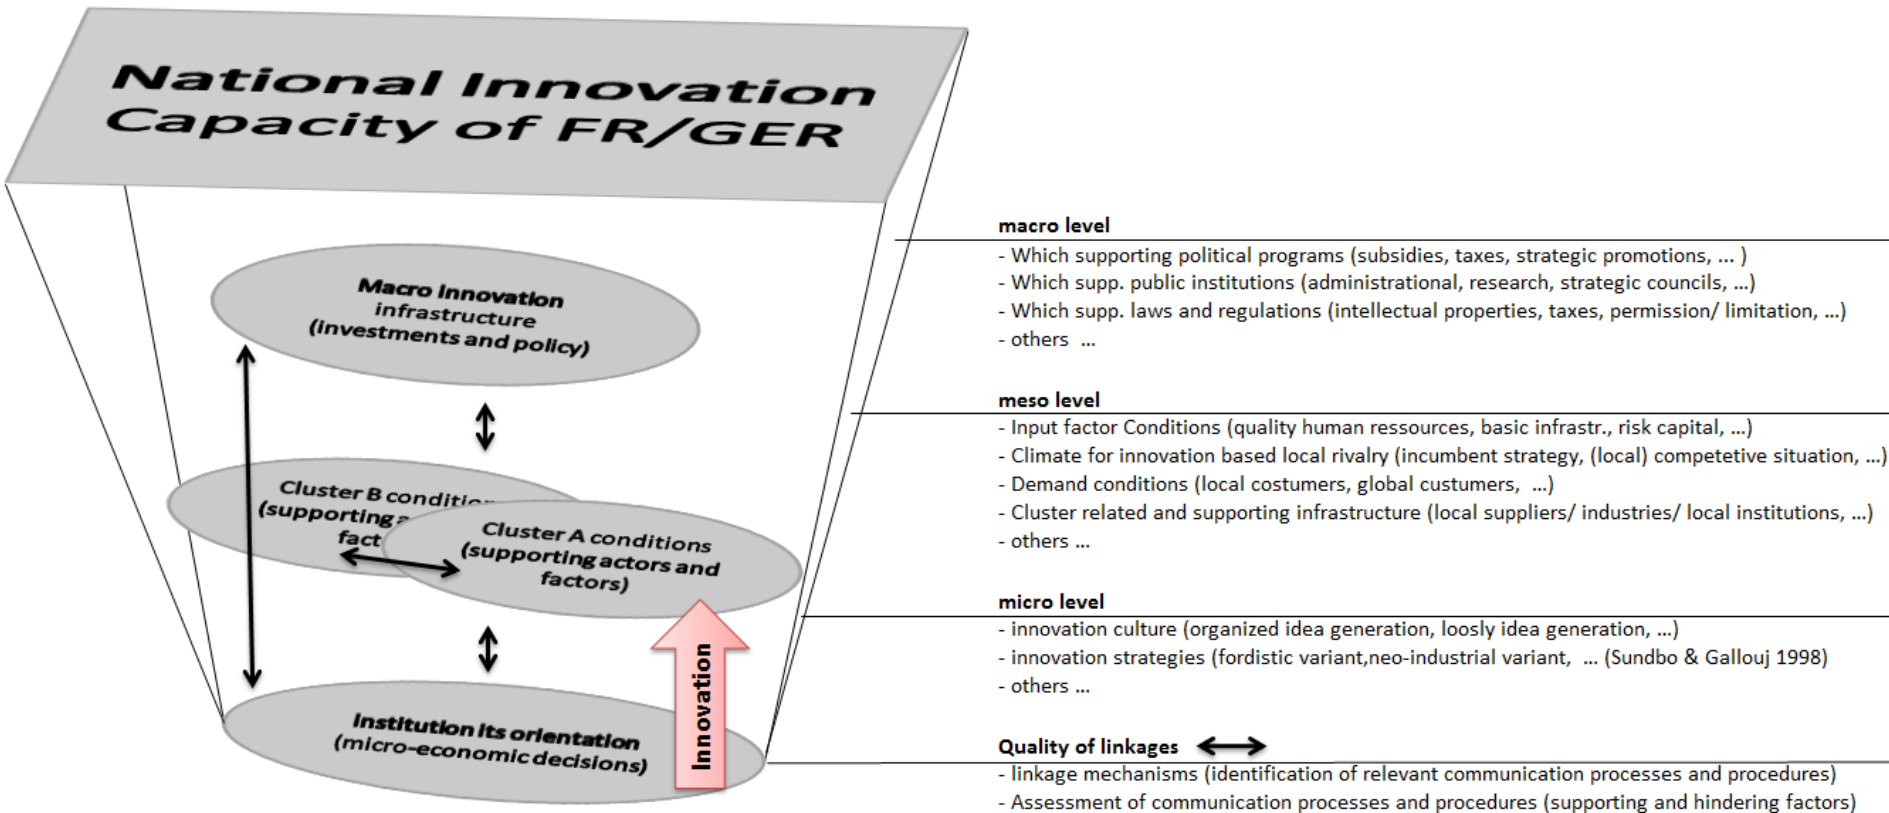 National Innovation
Capacity of FR/GER
Macro Innovation
infrastructure
(investments and policy)
Cluster B conditio
(supporting a
fact
Cluster A conditions
(supporting actors and
factors)
Innovation
Institution its orientation
(micro-economic decisions)
macro level
- Which supporting political programs (subsidies, taxes, strategic promotions, ... )
- Which supp. public institutions (administrational, research, strategic councils, ...)
- Which supp. laws and regulations (intellectual properties, taxes, permission/ limitation, ...)
- others ...
meso level
- Input factor Conditions (quality human ressources, basic infrastr., risk capital, ...)
- Climate for innovation based local rivalry (incumbent strategy, (local) competetive situation, ...)
- Demand conditions (local costumers, global custumers, ...)
- Cluster related and supporting infrastructure (local suppliers/ industries/ local institutions, ...)
- others ...
micro level
- innovation culture (organized idea generation, loosly idea generation, ...)
- innovation strategies (fordistic variant,neo-industrial variant, ... (Sundbo & Gallouj 1998)
- others ...
Quality of linkages
- linkage mechanisms (identification of relevant communication processes and procedures)
- Assessment of communication processes and procedures (supporting and hindering factors)